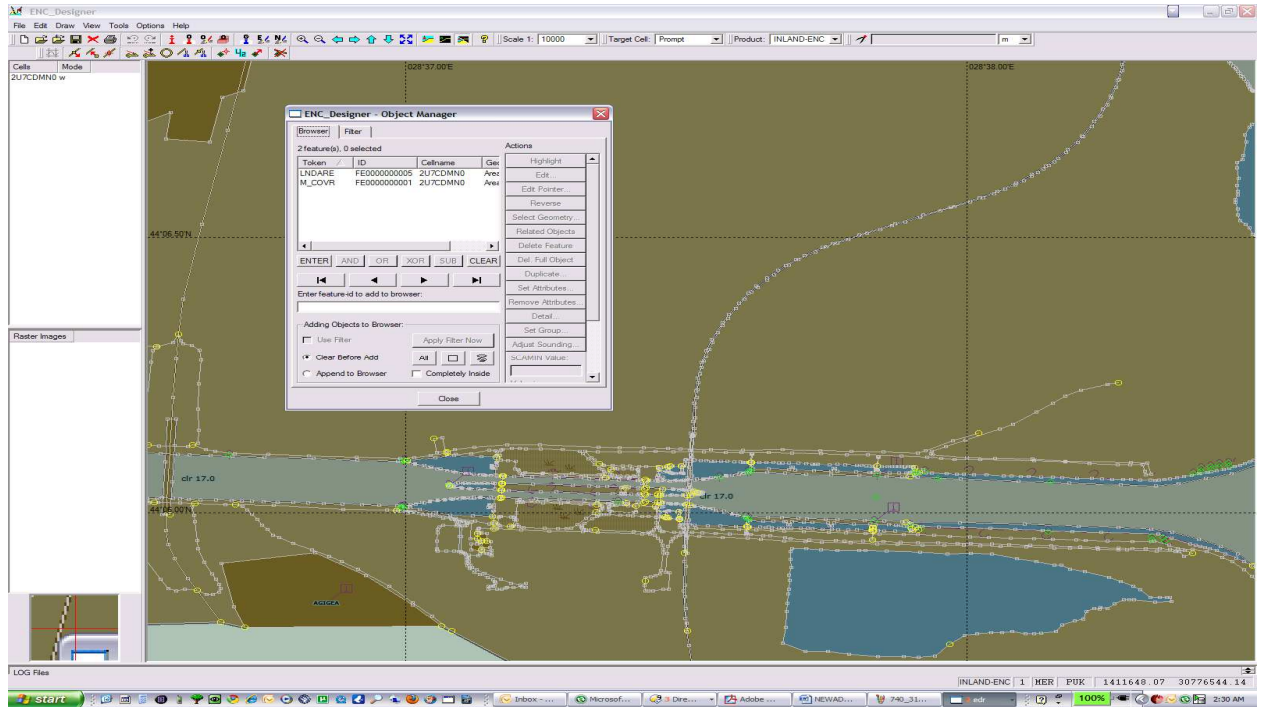 ENC_Designer
File Edit Draw View Tools Options Help
Scale 1: 10000 Target Cell: Prompt Product: INLAND-ENC m
Cells Mode
2U7CDMN0 w
028°37.00'E 028°38.00'E
ENC_Designer - Object Manager
Browser Filter
2 feature(s), 0 selected
Actions
Token ID Cellname Geo
LNDARE FE0000000005 2U7CDMN0 Area
M_COVR FE0000000001 2U7CDMN0 Area
Highlight
Edit...
Edit Pointer...
Reverse
Select Geometry...
Related Objects
Delete Feature
Del. Full Object
Duplicate...
Set Attributes...
Remove Attributes...
Detail...
Set Group...
Adjust Sounding...
SCAMIN Value:
ENTER AND OR XOR SUB CLEAR
Enter feature-id to add to browser:
Adding Objects to Browser:
Use Filter Apply Filter Now
Clear Before Add All
Append to Browser Completely Inside
Close
44°06.50'N
Raster Images
clr 17.0
clr 17.0
44°06.00'N
AGIGEA
LOG Files
INLAND-ENC 1 MER PUK 1411648.07 30776544.14
start Inbox - ... Microsof... 3 Dire... Adobe ... NEWAD... 740_31... edr 100% 2:30 AM